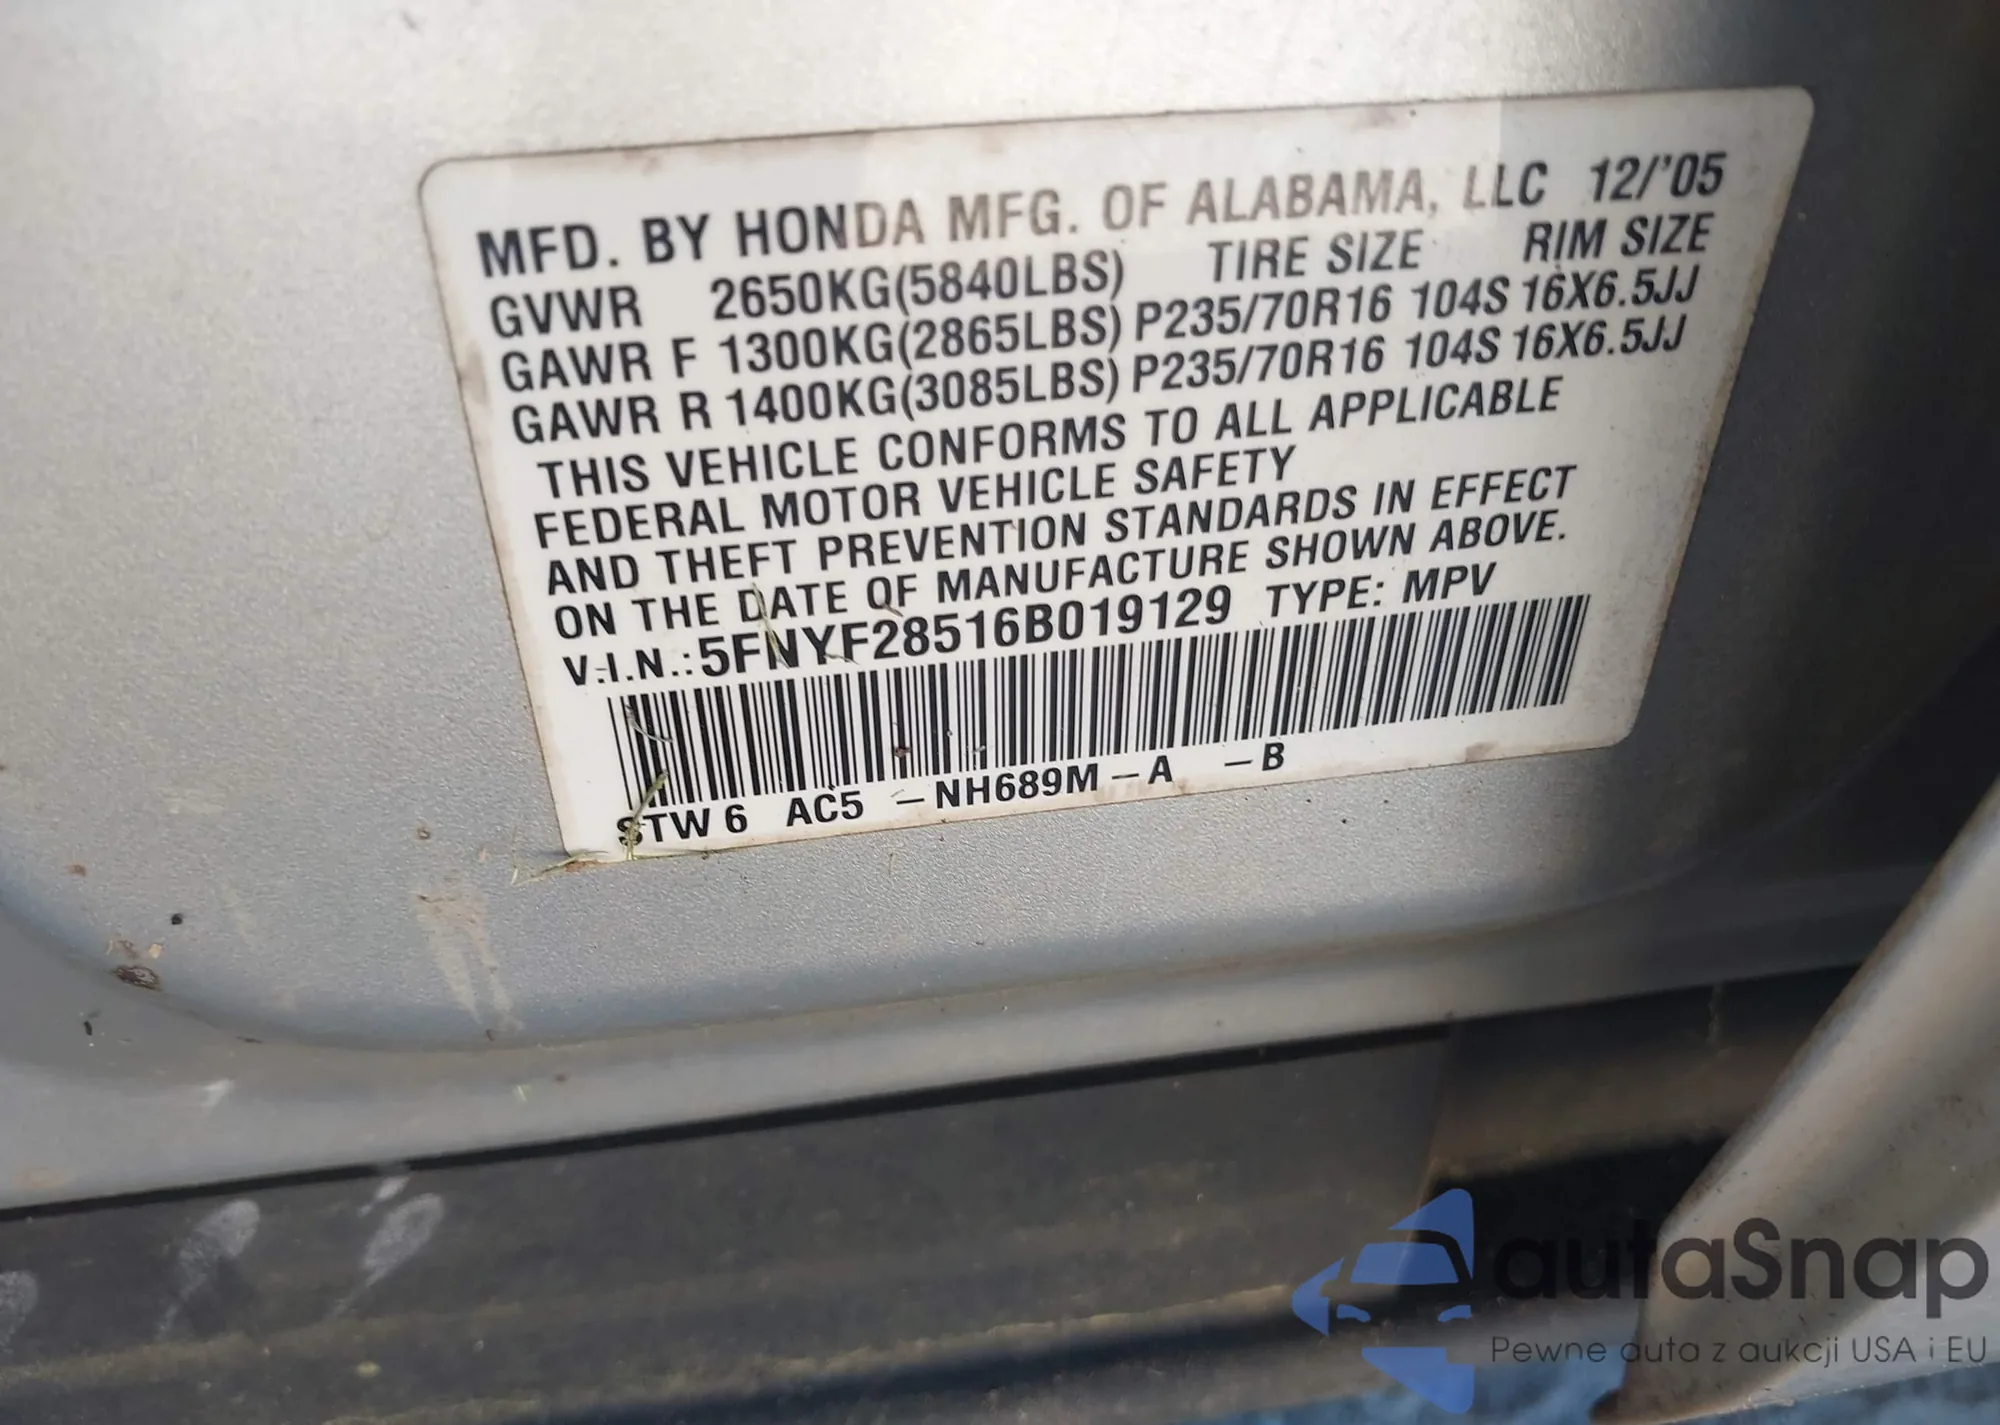 MFD. BY HONDA MFG. OF ALABAMA, LLC 12/'05
GVWR 2650KG(5840LBS) TIRE SIZE RIM SIZE
GAWR F 1300KG(2865LBS) P235/70R16 104S 16X6.5JJ
GAWR R 1400KG(3085LBS) P235/70R16 104S 16X6.5JJ
THIS VEHICLE CONFORMS TO ALL APPLICABLE
FEDERAL MOTOR VEHICLE SAFETY
AND THEFT PREVENTION STANDARDS IN EFFECT
ON THE DATE OF MANUFACTURE SHOWN ABOVE.
V.I.N.: 5FNYF28516B019129 TYPE: MPV
STW 6 AC5 – NH689M – A – B
autaSnap
Pewne auta z aukcji USA i EU